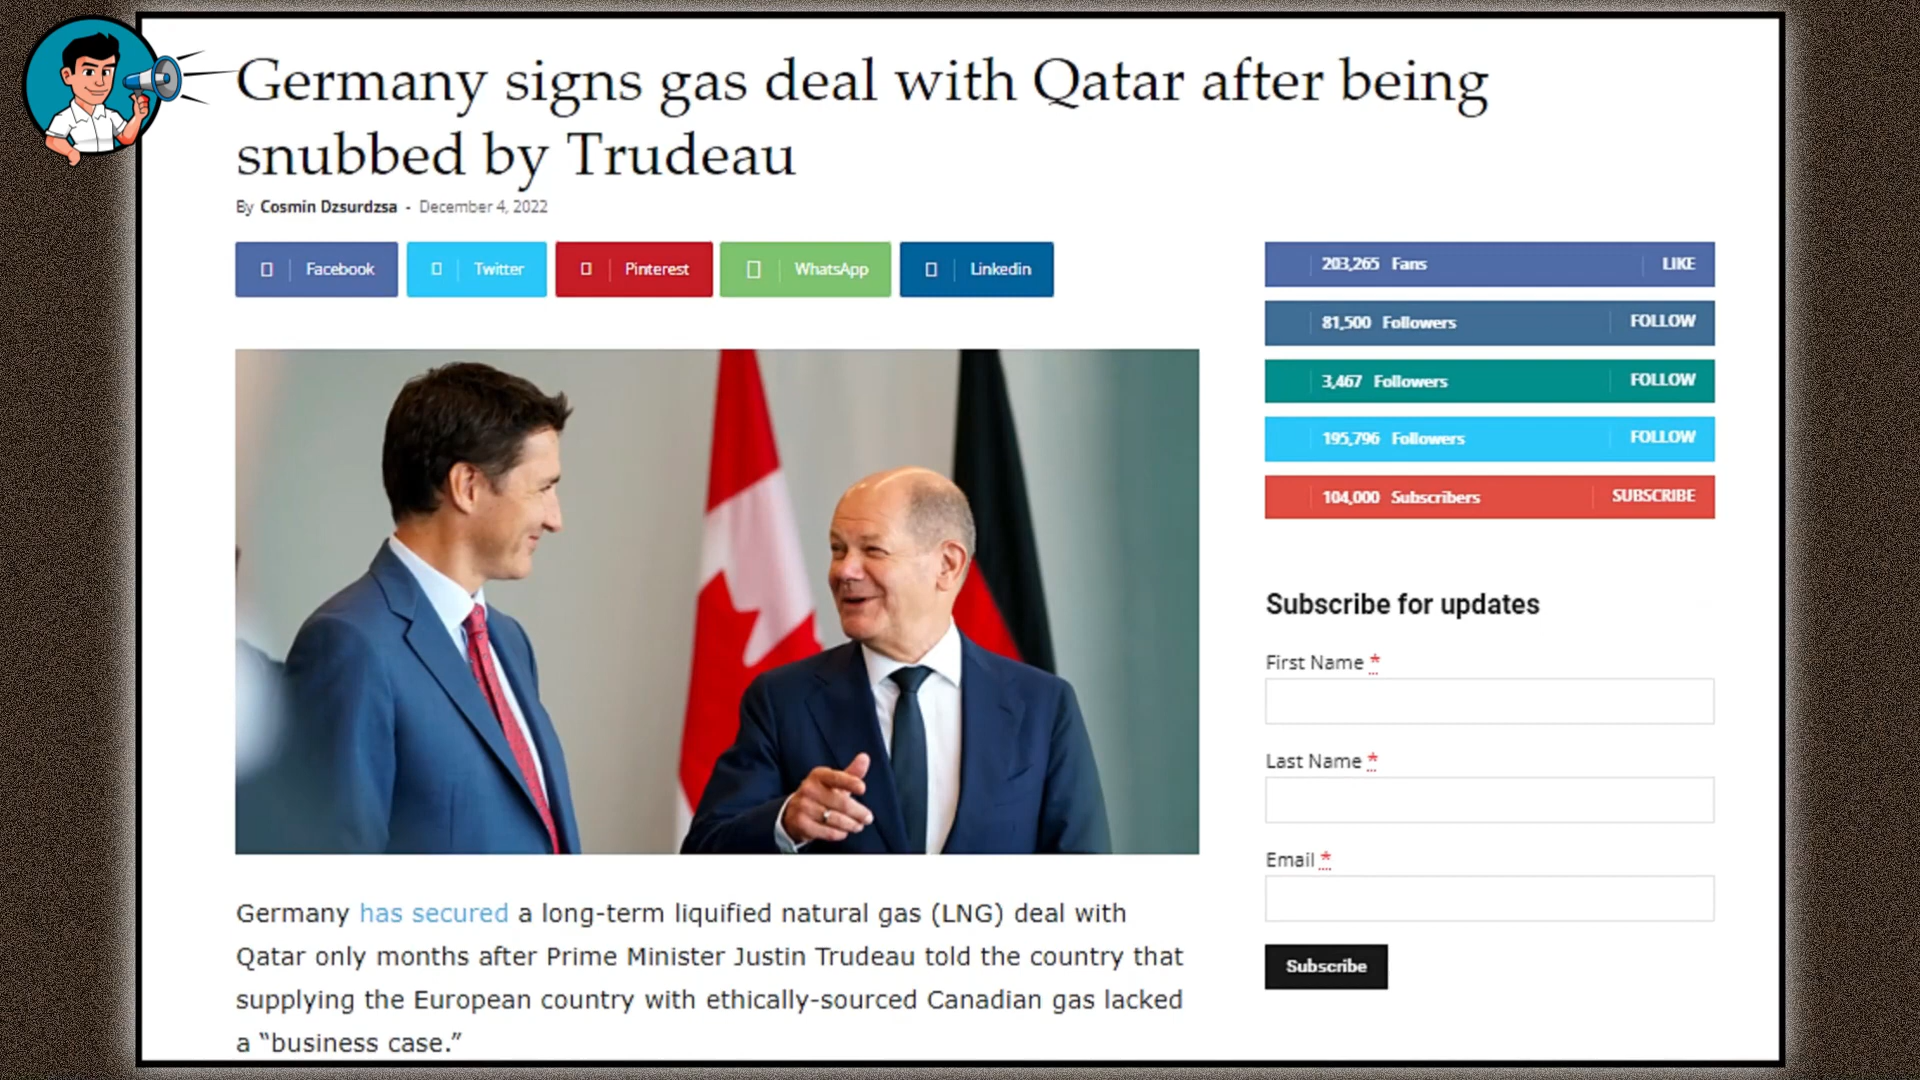 Germany signs gas deal with Qatar after being
snubbed by Trudeau
By Cosmin Dzsurdzsa - December 4, 2022
Facebook
Twitter
Pinterest
WhatsApp
Linkedin
203,265 Fans LIKE
81,500 Followers FOLLOW
3,467 Followers FOLLOW
195,796 Followers FOLLOW
104,000 Subscribers SUBSCRIBE
Subscribe for updates
First Name *
Last Name *
Email *
Subscribe
Germany has secured a long-term liquified natural gas (LNG) deal with
Qatar only months after Prime Minister Justin Trudeau told the country that
supplying the European country with ethically-sourced Canadian gas lacked
a “business case.”